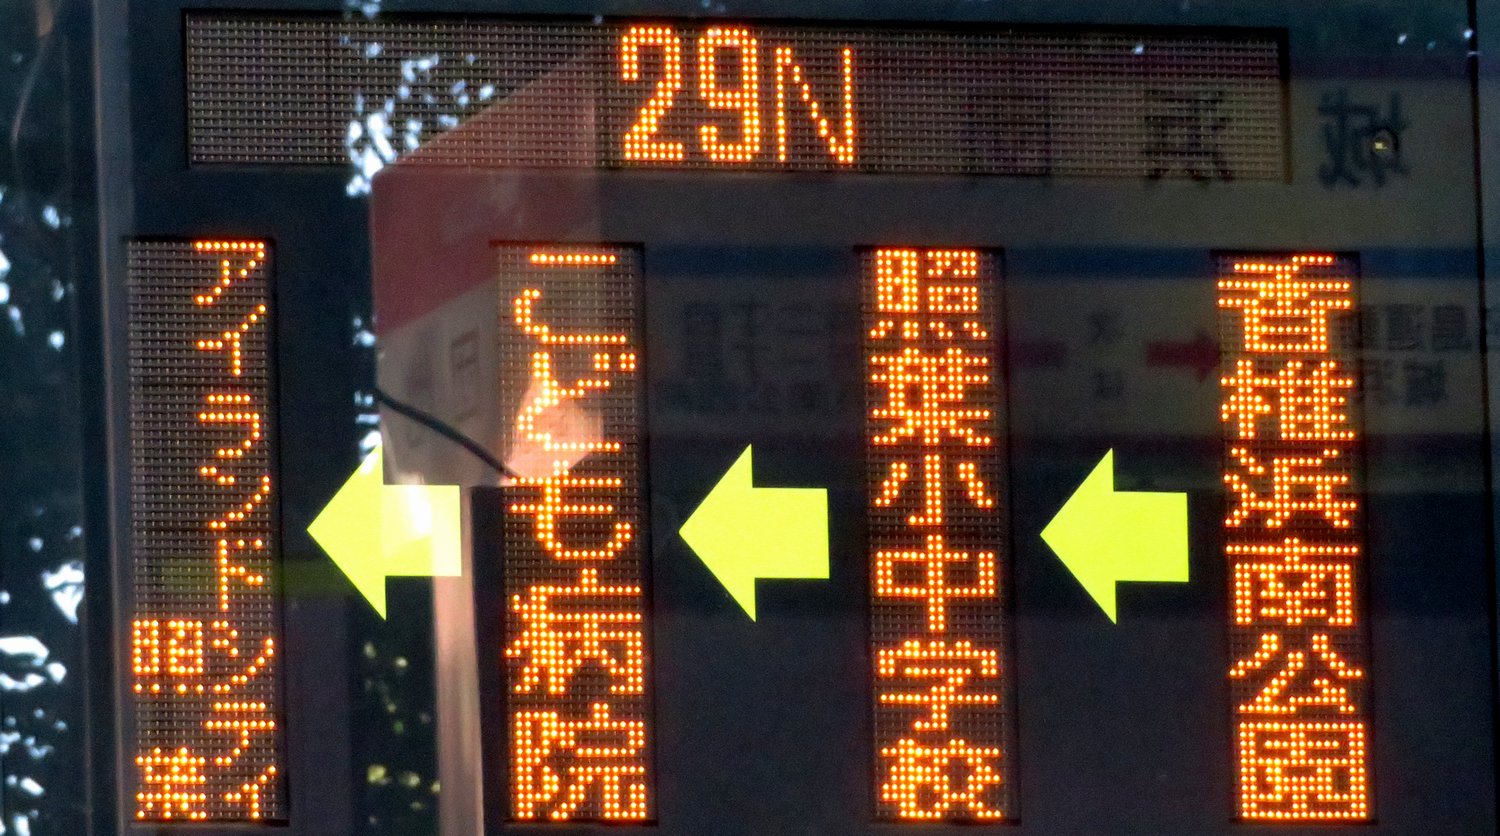 29N
香椎浜南公園
照葉小中学校
こども病院
アイランドシティ
照葉